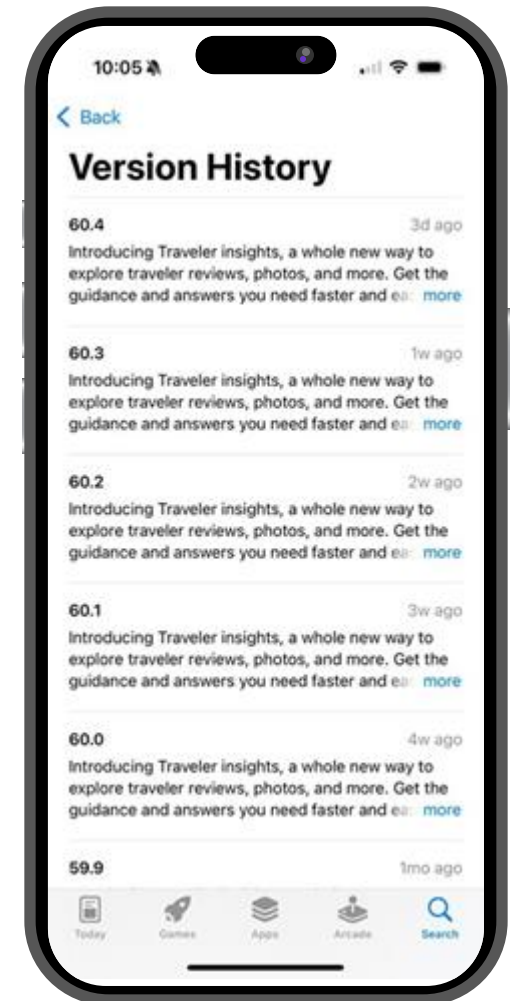 10:05
Back
Version History
60.4 3d ago
Introducing Traveler insights, a whole new way to
explore traveler reviews, photos, and more. Get the
guidance and answers you need faster and more
60.3 1w ago
Introducing Traveler insights, a whole new way to
explore traveler reviews, photos, and more. Get the
guidance and answers you need faster and more
60.2 2w ago
Introducing Traveler insights, a whole new way to
explore traveler reviews, photos, and more. Get the
guidance and answers you need faster and more
60.1 3w ago
Introducing Traveler insights, a whole new way to
explore traveler reviews, photos, and more. Get the
guidance and answers you need faster and more
60.0 4w ago
Introducing Traveler insights, a whole new way to
explore traveler reviews, photos, and more. Get the
guidance and answers you need faster and more
59.9 1mo ago
Today Games Apps Arcade Search